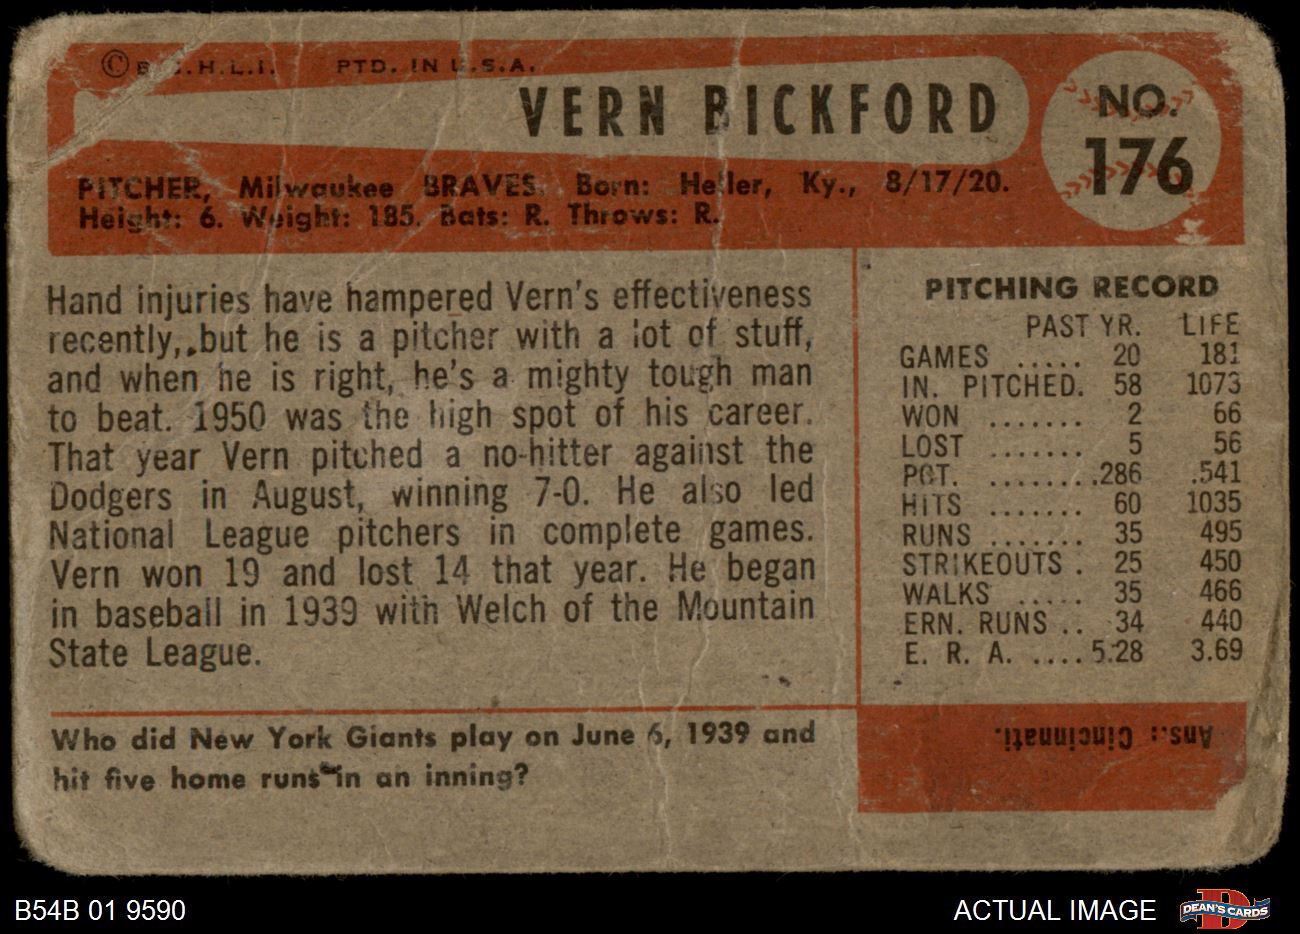 © B.G.H.L.I. PTD. IN U.S.A.
VERN BICKFORD
NO.
176
PITCHER, Milwaukee BRAVES. Born: Heller, Ky., 8/17/20.
Height: 6. Weight: 185. Bats: R. Throws: R.
Hand injuries have hampered Vern's effectiveness
recently, but he is a pitcher with a lot of stuff,
and when he is right, he's a mighty tough man
to beat. 1950 was the high spot of his career.
That year Vern pitched a no-hitter against the
Dodgers in August, winning 7-0. He also led
National League pitchers in complete games.
Vern won 19 and lost 14 that year. He began
in baseball in 1939 with Welch of the Mountain
State League.
PITCHING RECORD
PAST YR. LIFE
GAMES ..... 20 181
IN. PITCHED. 58 1073
WON ....... 2 66
LOST ....... 5 56
PCT. ........ .286 .541
HITS ....... 60 1035
RUNS ....... 35 495
STRIKEOUTS . 25 450
WALKS ..... 35 466
ERN. RUNS .. 34 440
E. R. A. .... 5.28 3.69
Who did New York Giants play on June 6, 1939 and
hit five home runs in an inning?
Ans.: Cincinnati.
B54B 01 9590
ACTUAL IMAGE
DEAN'S CARDS